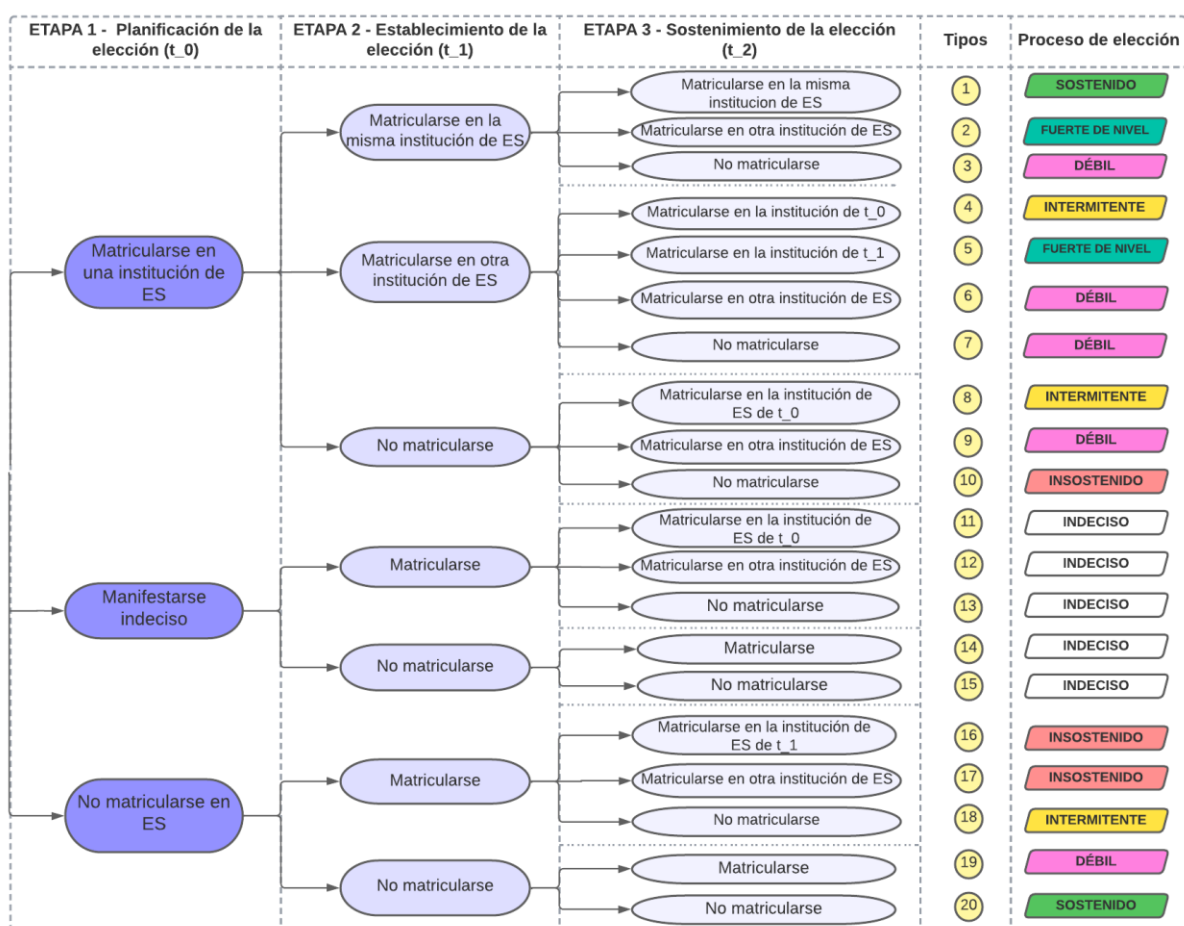 ETAPA 1 - Planificación de la
elección (t_0)
ETAPA 2 - Establecimiento de la
elección (t_1)
ETAPA 3 - Sostenimiento de la elección
(t_2)
Tipos
Proceso de elección
Matricularse en
una institución de
ES
Matricularse en la
misma institución de ES
Matricularse en la misma
institucion de ES
1
SOSTENIDO
Matricularse en otra institución de ES
2
FUERTE DE NIVEL
No matricularse
3
DÉBIL
Matricularse en otra
institución de ES
Matricularse en la institución de t_0
4
INTERMITENTE
Matricularse en la institución de t_1
5
FUERTE DE NIVEL
Matricularse en otra institución de ES
6
DÉBIL
No matricularse
7
DÉBIL
No matricularse
Matricularse en la institución de
ES de t_0
8
INTERMITENTE
Matricularse en otra institución de ES
9
DÉBIL
No matricularse
10
INSOSTENIDO
Manifestarse
indeciso
Matricularse
Matricularse en la institución de
ES de t_0
11
INDECISO
Matricularse en otra institución de ES
12
INDECISO
No matricularse
13
INDECISO
No matricularse
Matricularse
14
INDECISO
No matricularse
15
INDECISO
No matricularse en
ES
Matricularse
Matricularse en la institución de
ES de t_1
16
INSOSTENIDO
Matricularse en otra institución de ES
17
INSOSTENIDO
No matricularse
18
INTERMITENTE
No matricularse
Matricularse
19
DÉBIL
No matricularse
20
SOSTENIDO